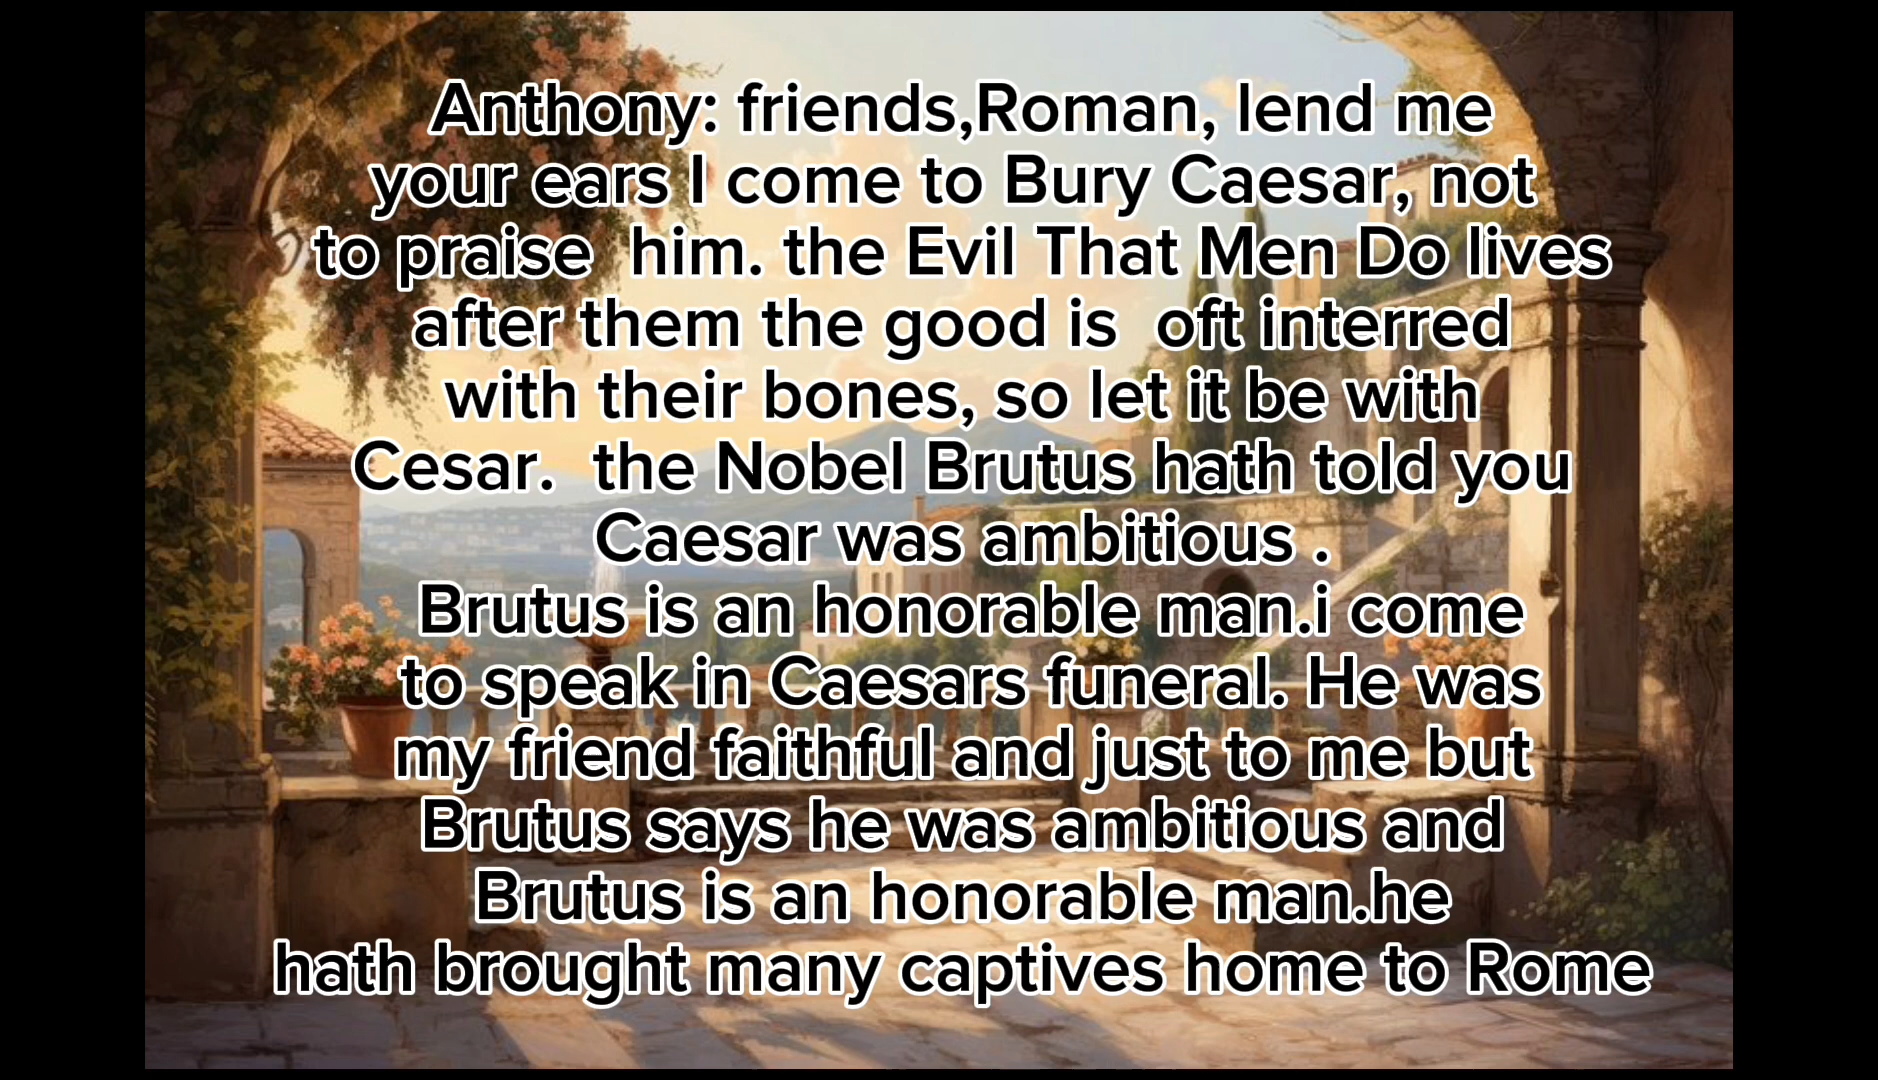 Anthony: friends,Roman, lend me
your ears I come to Bury Caesar, not
to praise  him. the Evil That Men Do lives
after them the good is  oft interred
with their bones, so let it be with
Cesar.  the Nobel Brutus hath told you
Caesar was ambitious .
Brutus is an honorable man.i come
to speak in Caesars funeral. He was
my friend faithful and just to me but
Brutus says he was ambitious and
Brutus is an honorable man.he
hath brought many captives home to Rome